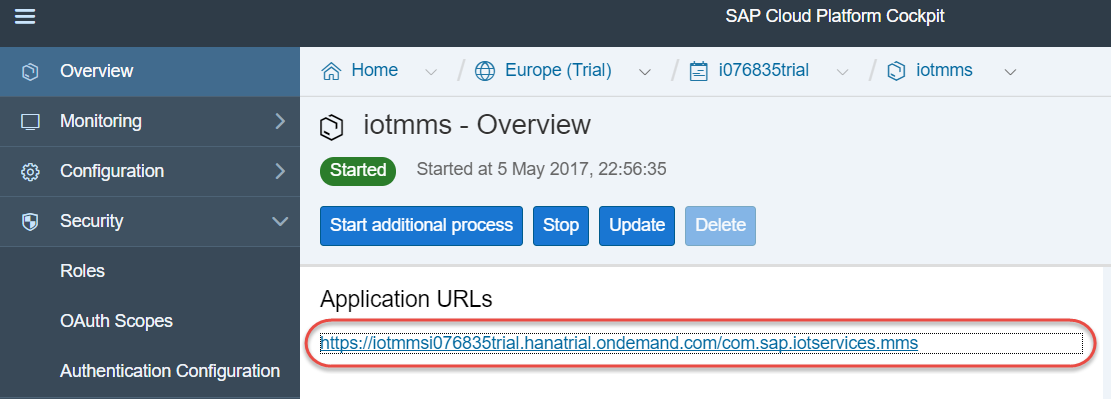 SAP Cloud Platform Cockpit
Overview
Monitoring
Configuration
Security
Roles
OAuth Scopes
Authentication Configuration
Home / Europe (Trial) / i076835trial / iotmms
iotmms - Overview
Started Started at 5 May 2017, 22:56:35
Start additional process Stop Update Delete
Application URLs
https://iotmmsi076835trial.hanatrial.ondemand.com/com.sap.iotservices.mms